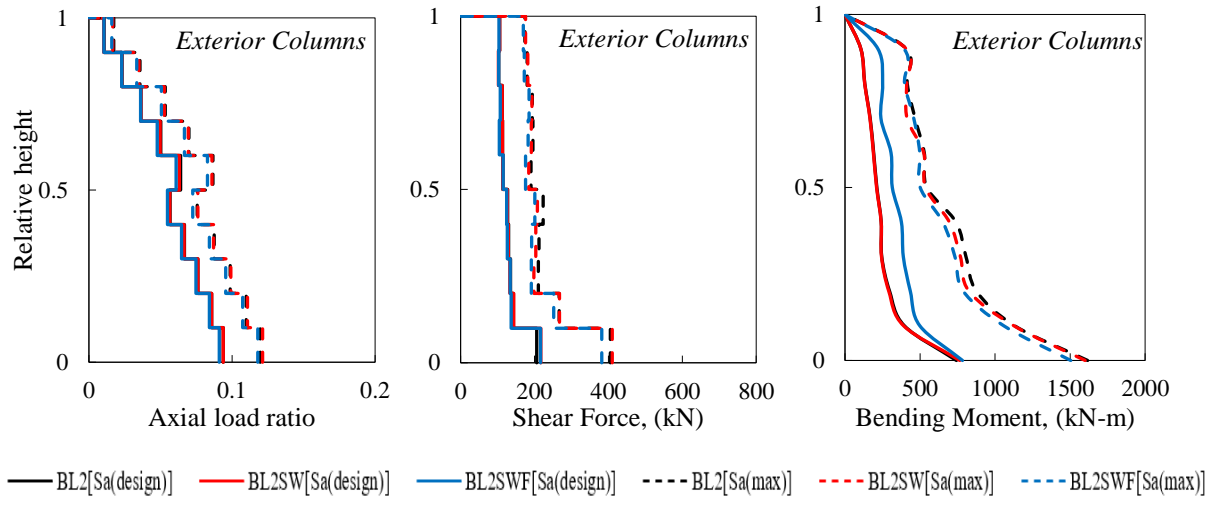 1
Exterior Columns
0.5
0
0
0.1
0.2
Relative height
Axial load ratio
1
Exterior Columns
0.5
0
0
200
400
600
800
Shear Force, (kN)
1
Exterior Columns
0.5
0
0
500
1000
1500
2000
Bending Moment, (kN-m)
BL2[Sa(design)]
BL2SW[Sa(design)]
BL2SWF[Sa(design)]
BL2[Sa(max)]
BL2SW[Sa(max)]
BL2SWF[Sa(max)]